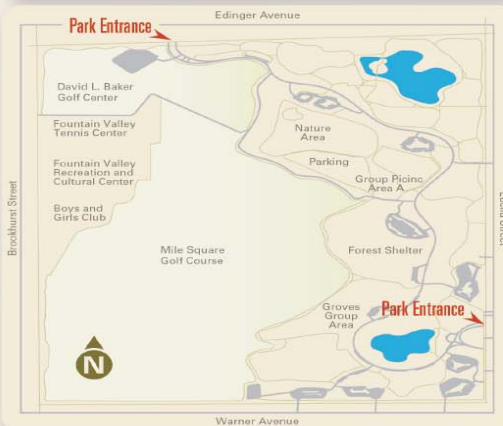 Edinger Avenue
Park Entrance
David L. Baker
Golf Center
Fountain Valley
Tennis Center
Nature
Area
Parking
Fountain Valley
Recreation and
Cultural Center
Group Picinc
Area A
Boys and
Girls Club
Brookhurst Street
Mile Square
Golf Course
Forest Shelter
Groves
Group
Area
Park Entrance
N
Warner Avenue